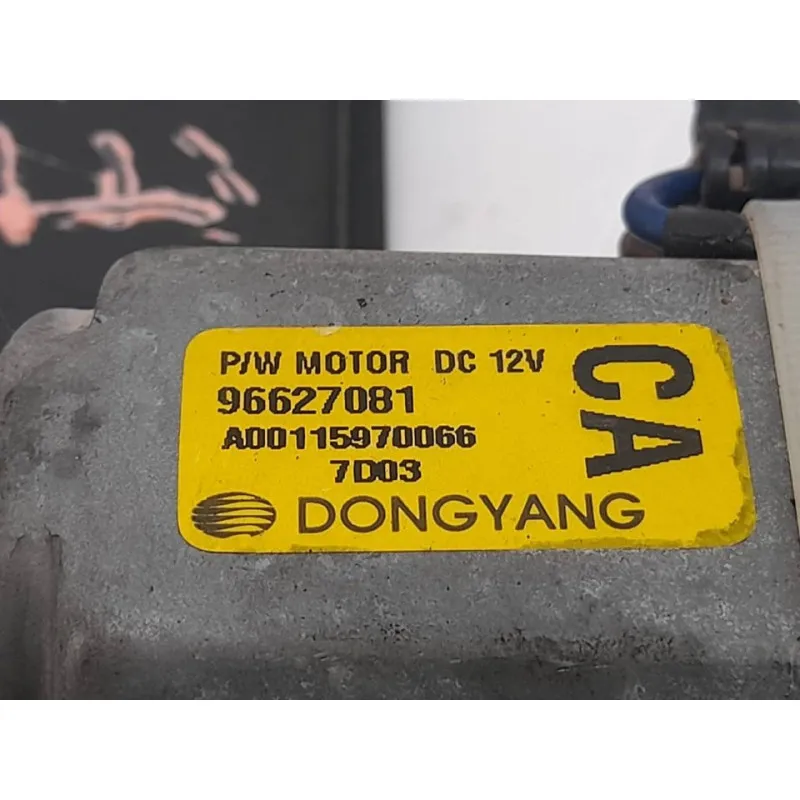 P/W MOTOR DC 12V
96627081
A00115970066
7D03
DONGYANG
CA